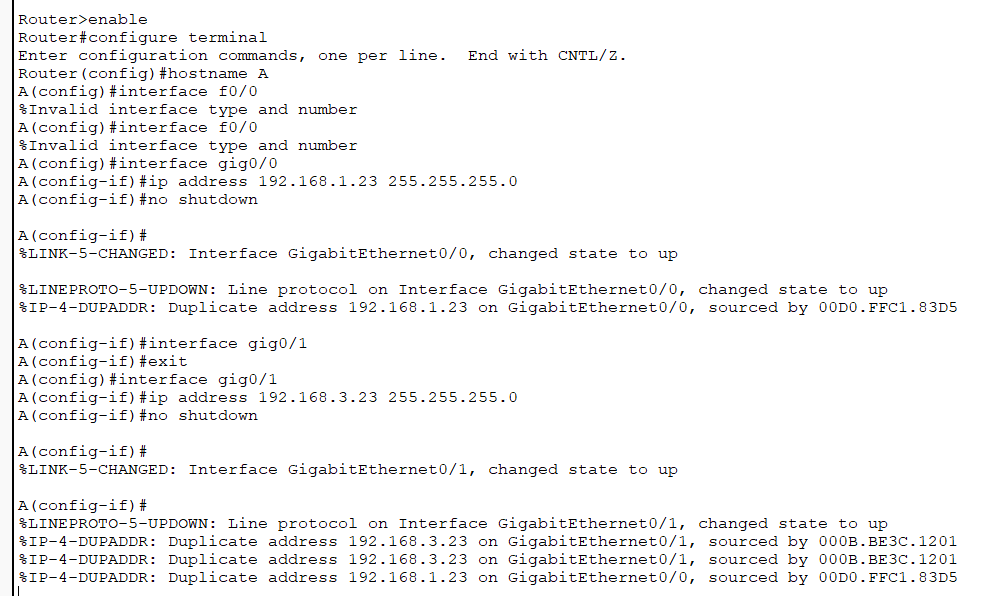 Router>enable
Router#configure terminal
Enter configuration commands, one per line.  End with CNTL/Z.
Router(config)#hostname A
A(config)#interface f0/0
%Invalid interface type and number
A(config)#interface f0/0
%Invalid interface type and number
A(config)#interface gig0/0
A(config-if)#ip address 192.168.1.23 255.255.255.0
A(config-if)#no shutdown
A(config-if)#
%LINK-5-CHANGED: Interface GigabitEthernet0/0, changed state to up
%LINEPROTO-5-UPDOWN: Line protocol on Interface GigabitEthernet0/0, changed state to up
%IP-4-DUPADDR: Duplicate address 192.168.1.23 on GigabitEthernet0/0, sourced by 00D0.FFC1.83D5
A(config-if)#interface gig0/1
A(config-if)#exit
A(config)#interface gig0/1
A(config-if)#ip address 192.168.3.23 255.255.255.0
A(config-if)#no shutdown
A(config-if)#
%LINK-5-CHANGED: Interface GigabitEthernet0/1, changed state to up
A(config-if)#
%LINEPROTO-5-UPDOWN: Line protocol on Interface GigabitEthernet0/1, changed state to up
%IP-4-DUPADDR: Duplicate address 192.168.3.23 on GigabitEthernet0/1, sourced by 000B.BE3C.1201
%IP-4-DUPADDR: Duplicate address 192.168.3.23 on GigabitEthernet0/1, sourced by 000B.BE3C.1201
%IP-4-DUPADDR: Duplicate address 192.168.1.23 on GigabitEthernet0/0, sourced by 00D0.FFC1.83D5